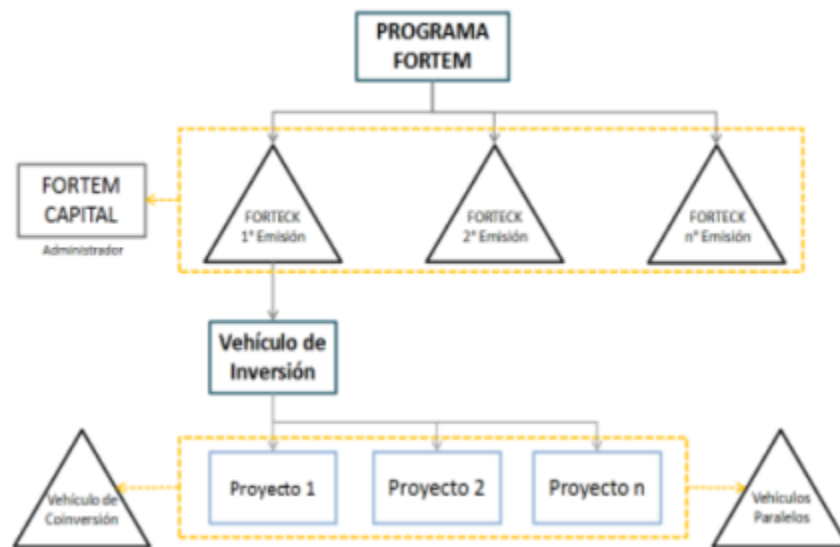 PROGRAMA
FORTEM
FORTEM
CAPITAL
Administrador
FORTECK
1° Emisión
FORTECK
2° Emisión
FORTECK
n° Emisión
Vehículo de
Inversión
Vehículo de
Coinversión
Proyecto 1
Proyecto 2
Proyecto n
Vehículos
Paralelos